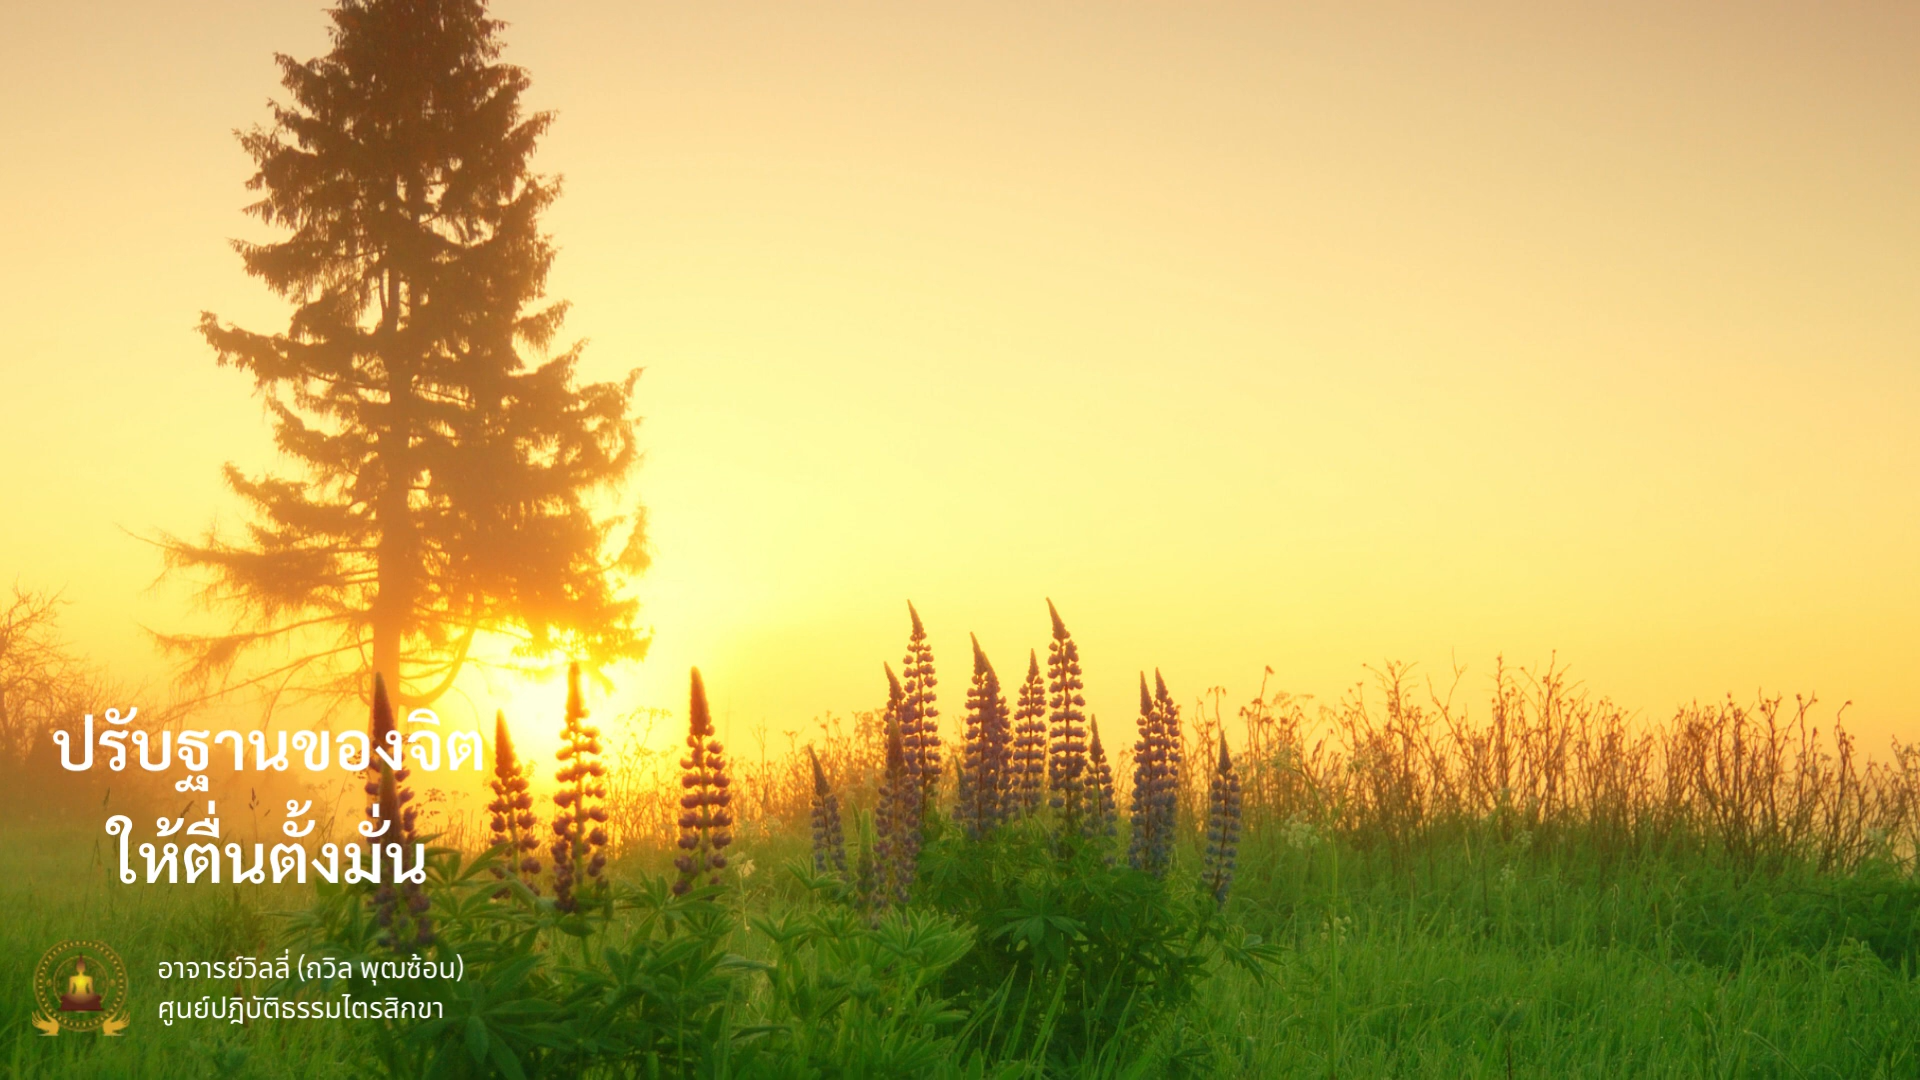 ปรับฐานของจิต
ให้ตื่นตั้งมั่น
อาจารย์วิลลี่ (ถวิล พุฒซ้อน)
ศูนย์ปฎิบัติธรรมไตรสิกขา